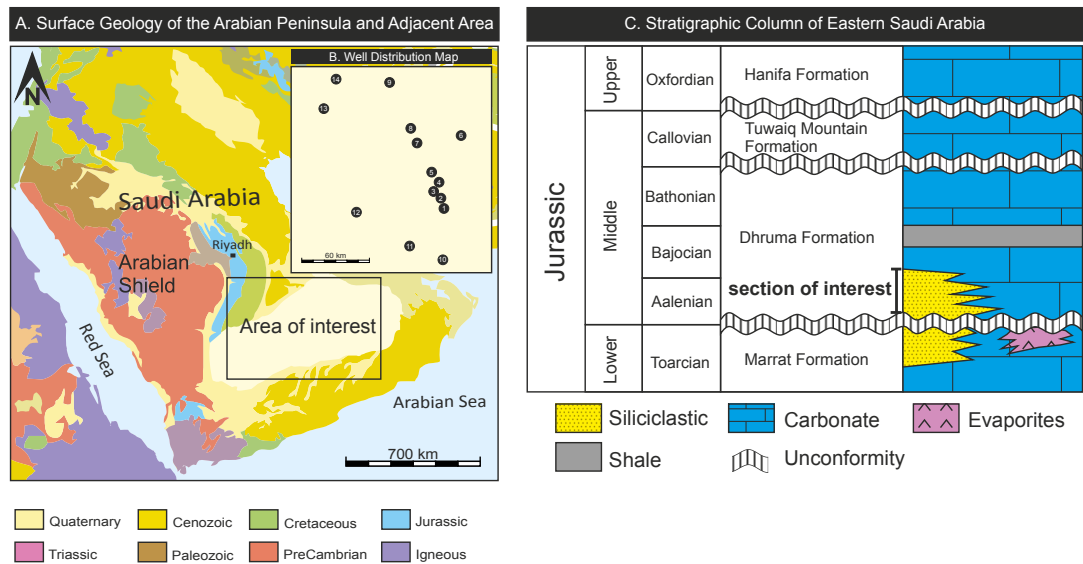 A. Surface Geology of the Arabian Peninsula and Adjacent Area
N
Saudi Arabia
Riyadh
Arabian
Shield
Area of interest
Red Sea
Arabian Sea
700 km
B. Well Distribution Map
14
9
13
8
6
7
5
4
3
2
1
12
11
10
60 km
Quaternary
Cenozoic
Cretaceous
Jurassic
Triassic
Paleozoic
PreCambrian
Igneous
C. Stratigraphic Column of Eastern Saudi Arabia
Jurassic
Upper
Middle
Lower
Oxfordian
Callovian
Bathonian
Bajocian
Aalenian
Toarcian
Hanifa Formation
Tuwaiq Mountain
Formation
Dhruma Formation
section of interest
Marrat Formation
Siliciclastic
Carbonate
Evaporites
Shale
Unconformity